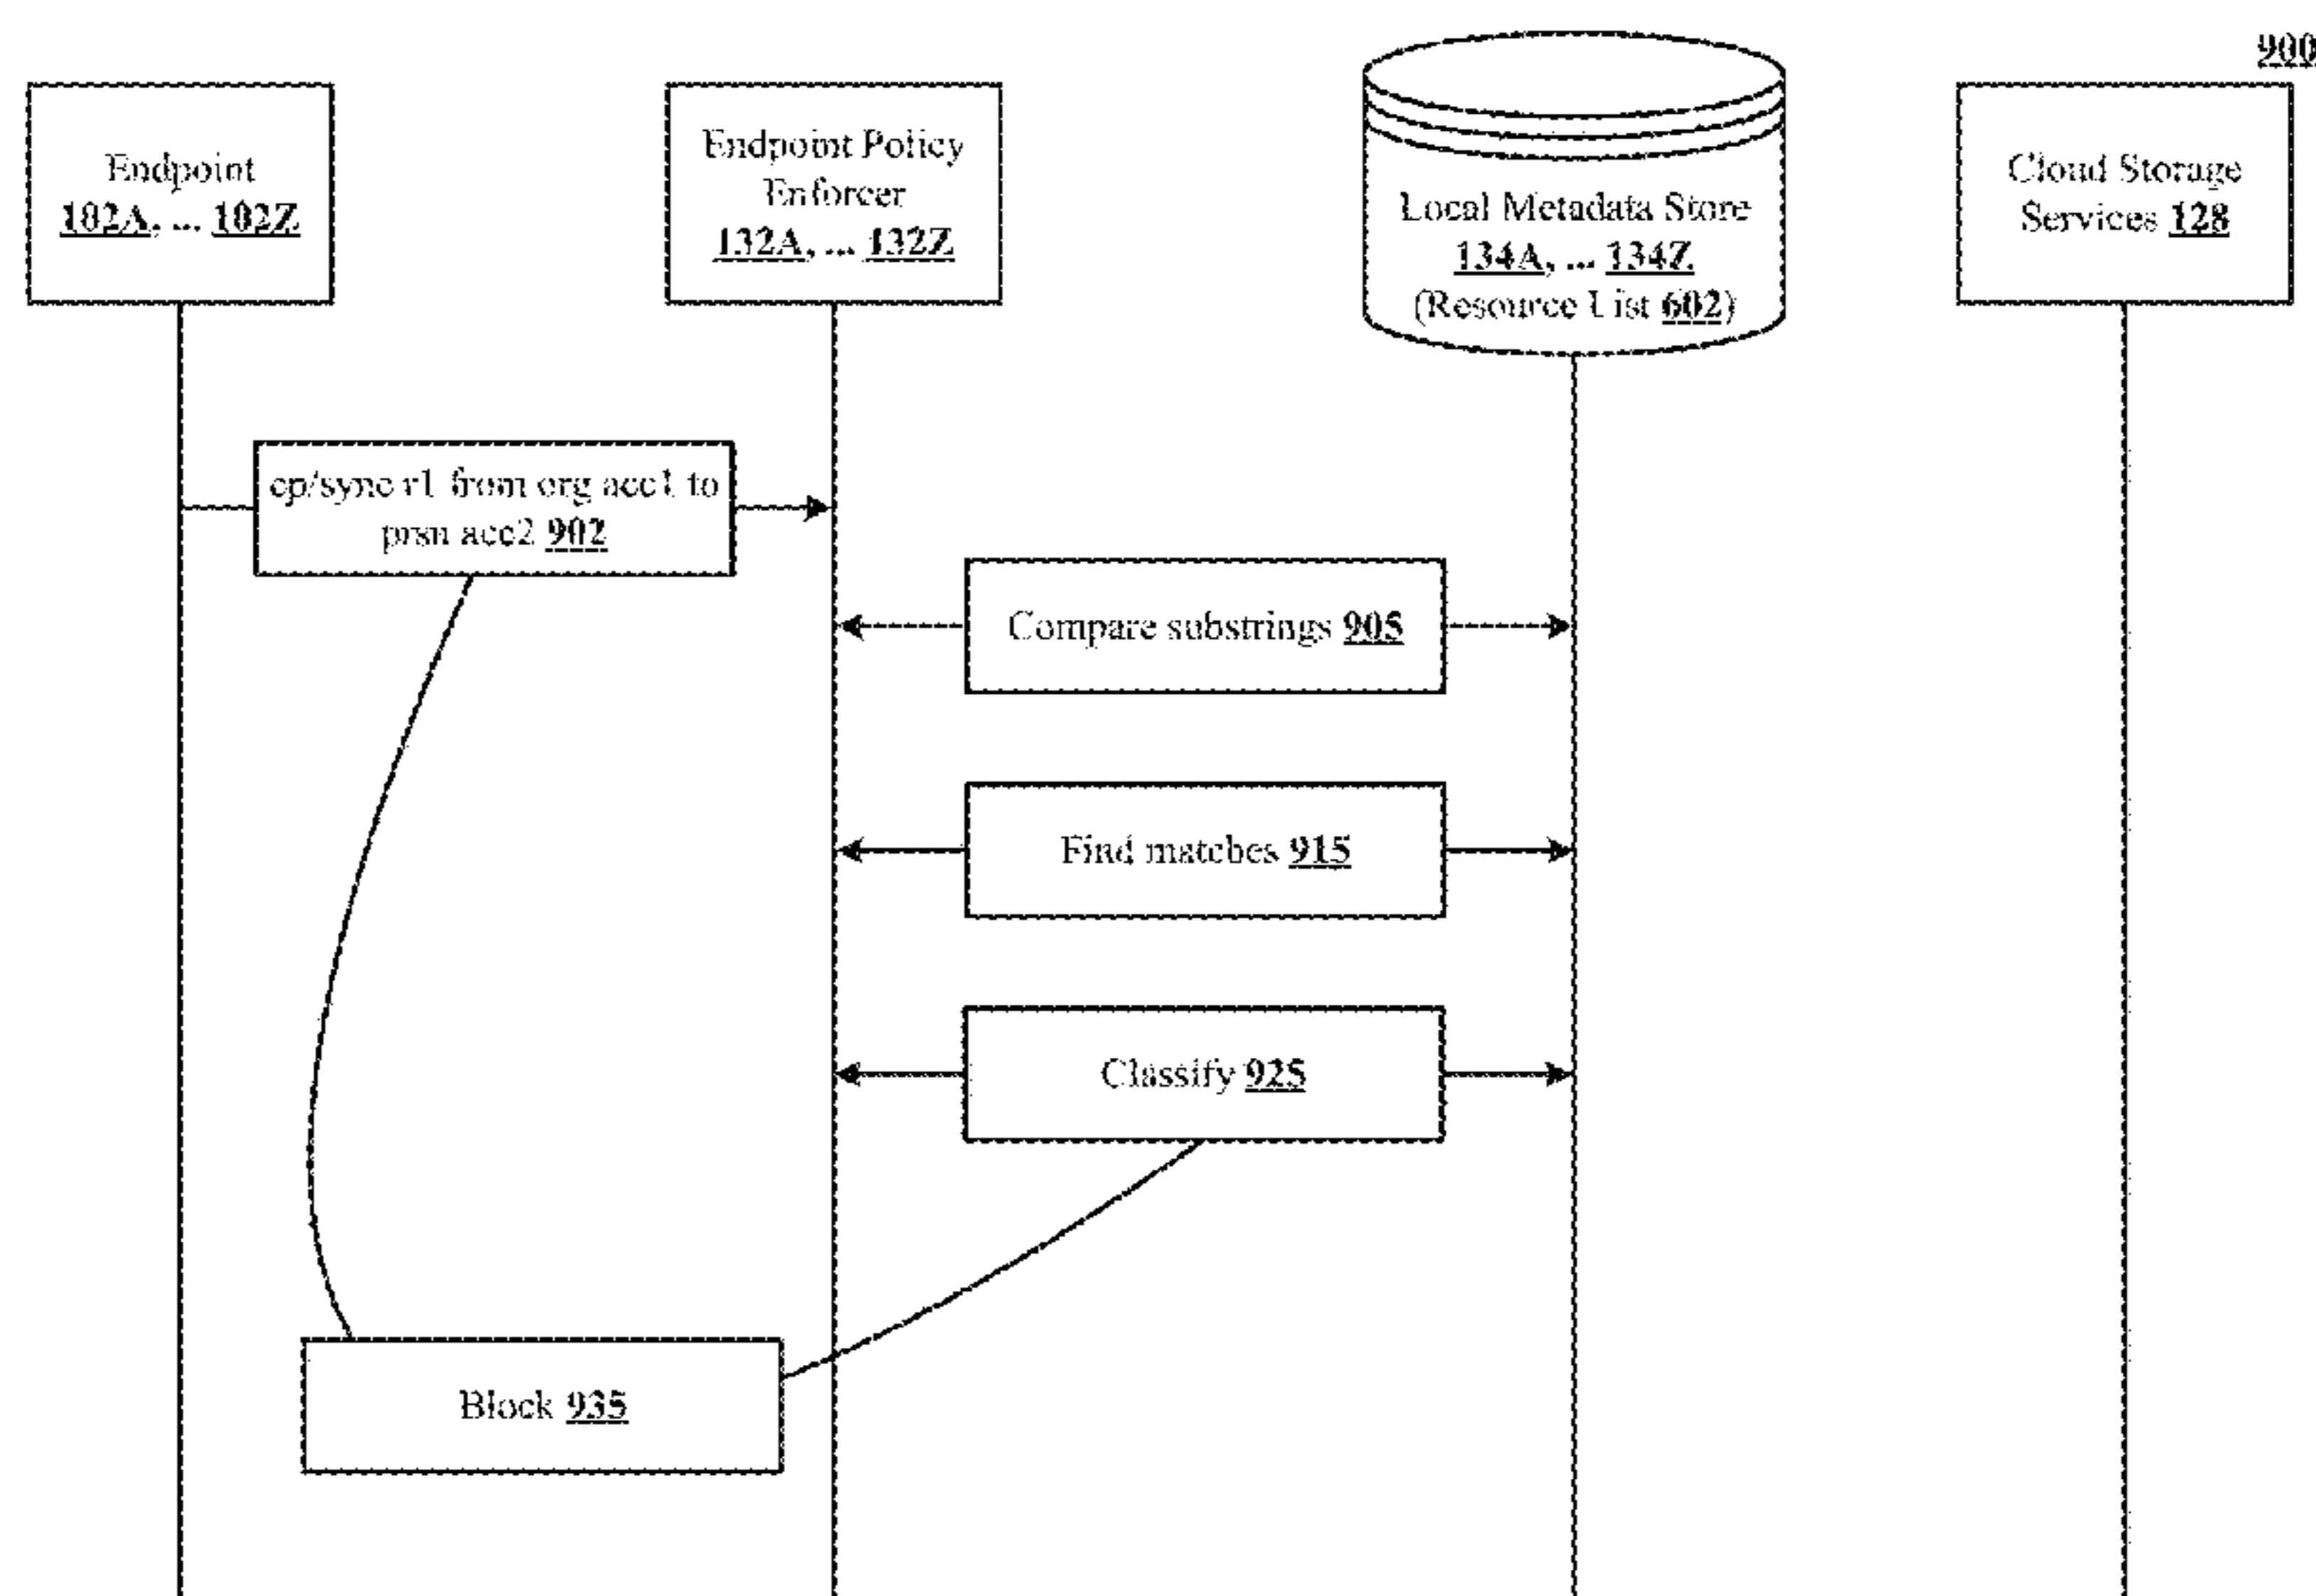 900
Endpoint
102A, ... 102Z
Endpoint Policy
Enforcer
132A, ... 132Z
Local Metadata Store
134A, ... 134Z
(Resource List 602)
Cloud Storage
Services 128
cp/sync r1 from org acc1 to
prsn acc2 902
Compare substrings 905
Find matches 915
Classify 925
Block 935